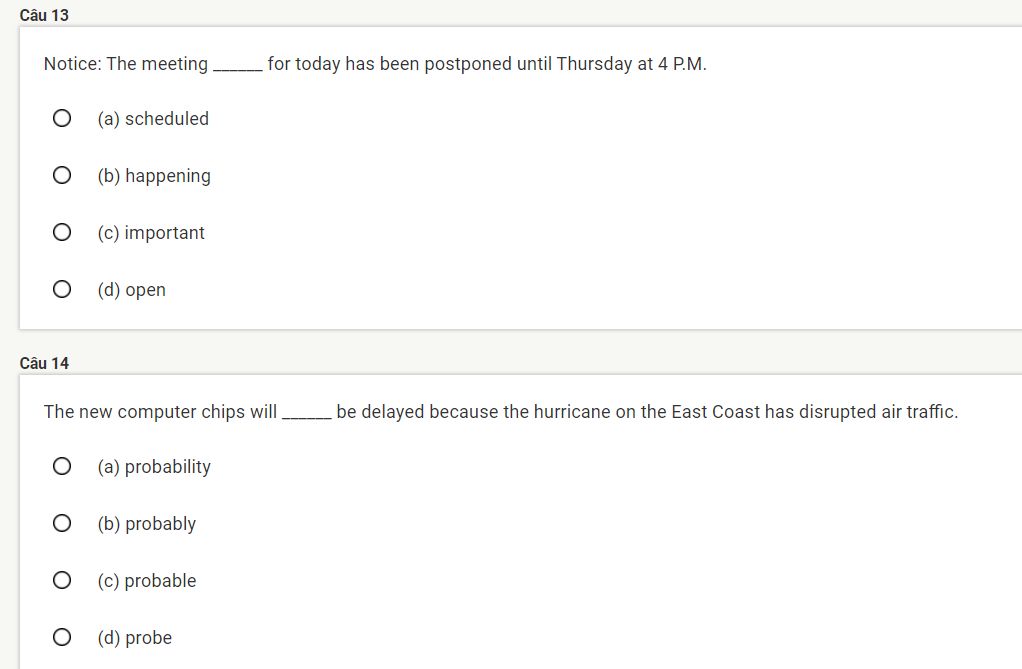 Câu 13
Notice: The meeting ______ for today has been postponed until Thursday at 4 P.M.
(a) scheduled
(b) happening
(c) important
(d) open
Câu 14
The new computer chips will ______ be delayed because the hurricane on the East Coast has disrupted air traffic.
(a) probability
(b) probably
(c) probable
(d) probe